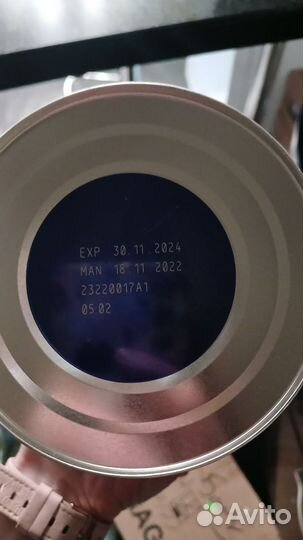 EXP 30.11.2024
MAN 18 11 2022
23220017A1
05:02
Avito